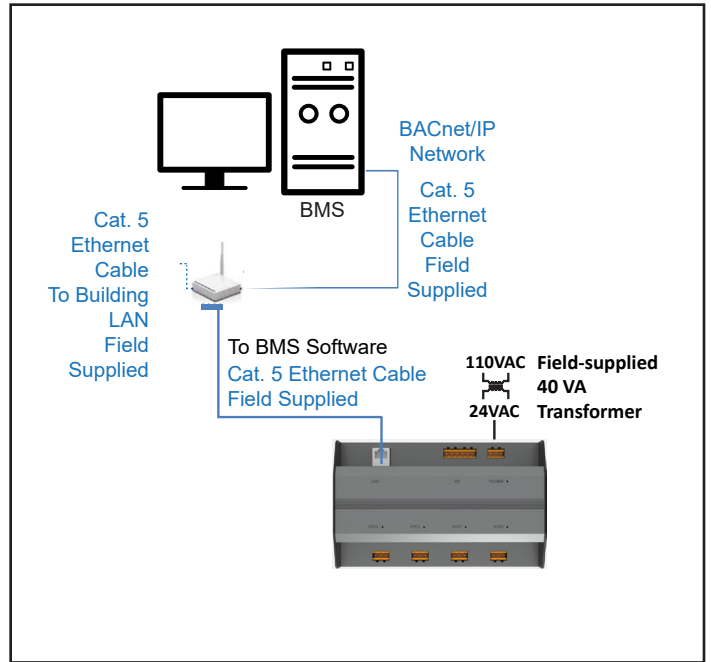 BACnet/IP
Network
BMS
Cat. 5
Ethernet
Cable
Field
Supplied
Cat. 5
Ethernet
Cable
To Building
LAN
Field
Supplied
To BMS Software
Cat. 5 Ethernet Cable
Field Supplied
110VAC Field-supplied
40 VA
24VAC Transformer
POWER